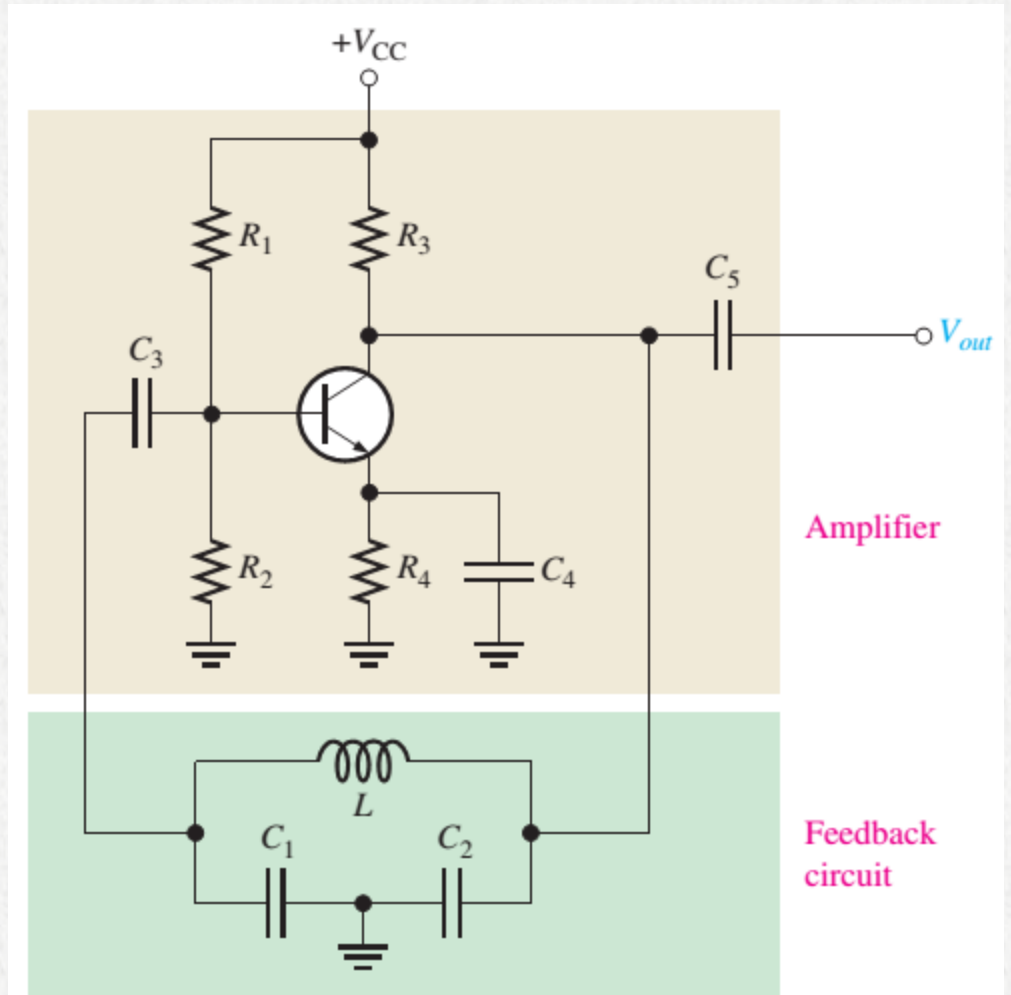 +VCC
R1
R3
C5
Vout
C3
Amplifier
R2
R4
C4
L
C1
C2
Feedback
circuit